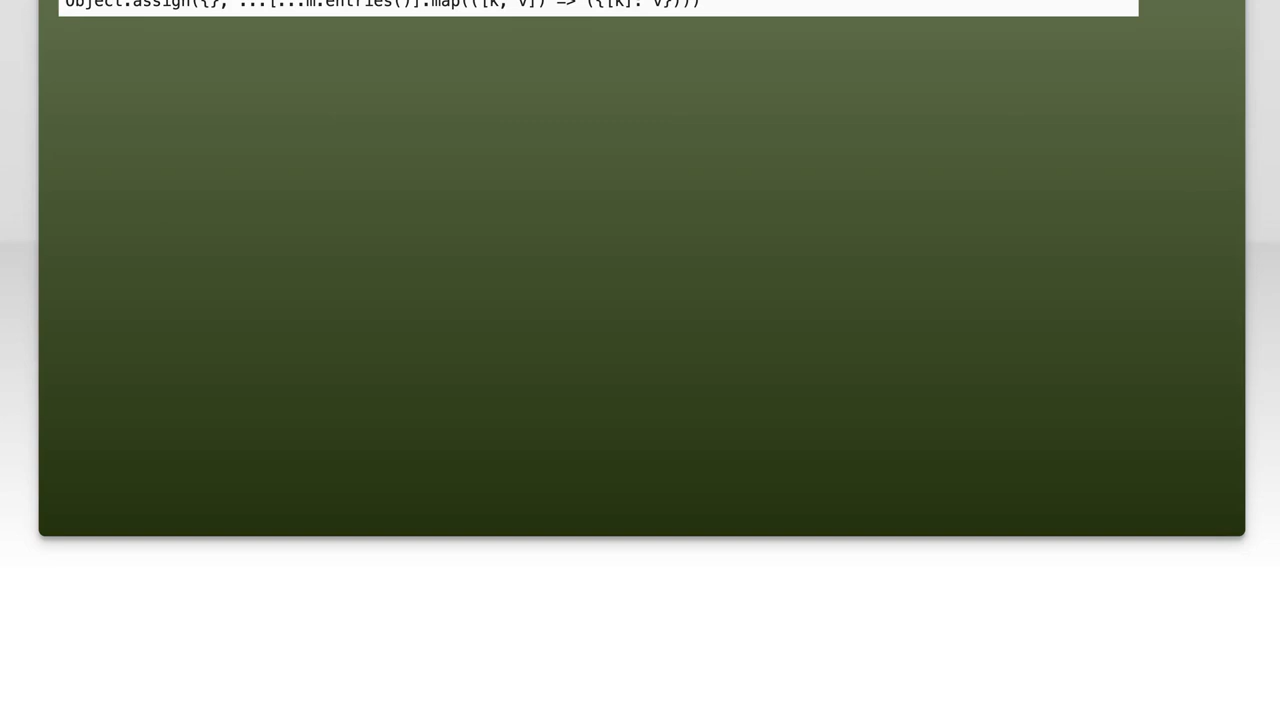 Object.assign({}, ...[...m.entries()].map(([k, v]) => ({[k]: v})))